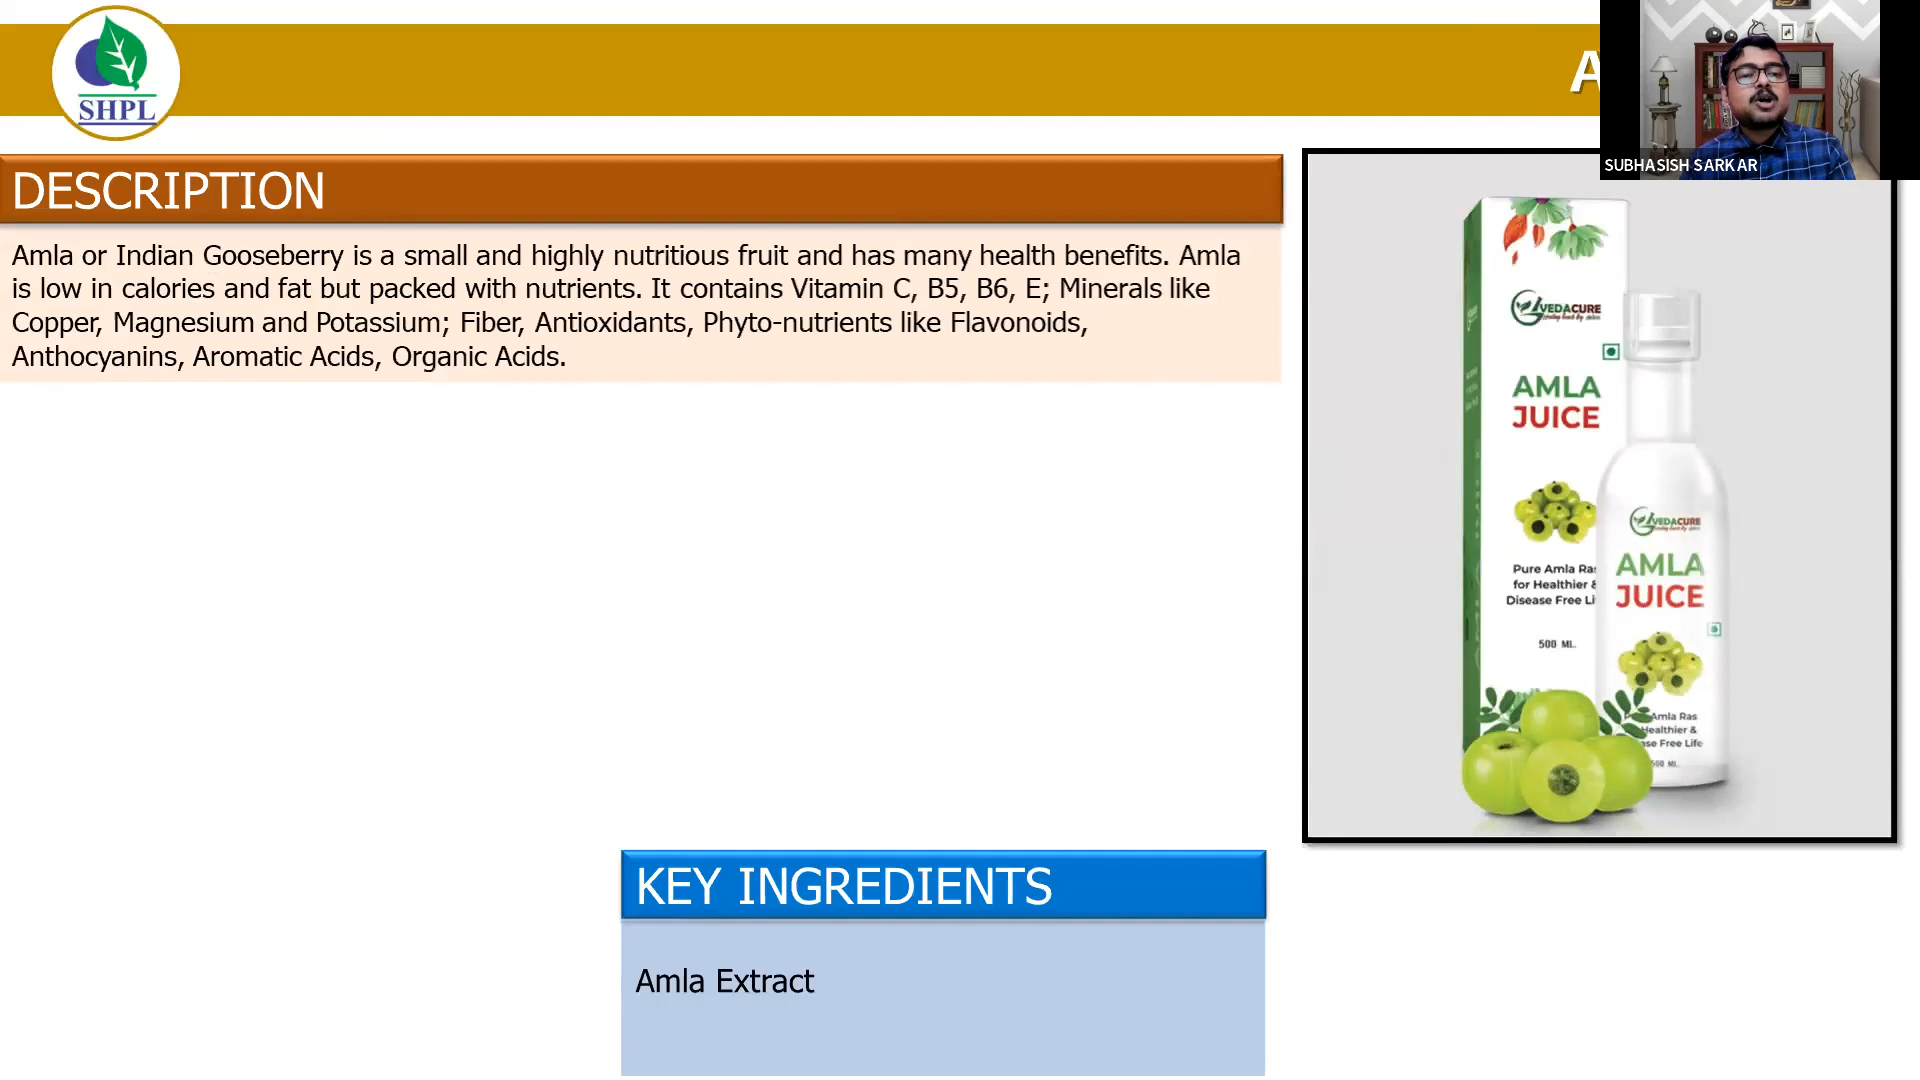 SHPL
SUBHASISH SARKAR
DESCRIPTION
Amla or Indian Gooseberry is a small and highly nutritious fruit and has many health benefits. Amla
is low in calories and fat but packed with nutrients. It contains Vitamin C, B5, B6, E; Minerals like
Copper, Magnesium and Potassium; Fiber, Antioxidants, Phyto-nutrients like Flavonoids,
Anthocyanins, Aromatic Acids, Organic Acids.
VEDACURE
AMLA
JUICE
Pure Amla Ras
for Healthier &
Disease Free
500 ML.
VEDACURE
AMLA
JUICE
Amla Ras
Healthier &
Free Life
500 ML.
KEY INGREDIENTS
Amla Extract